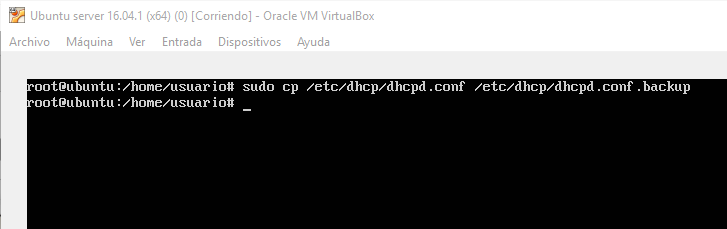 Ubuntu server 16.04.1 (x64) (0) [Corriendo] - Oracle VM VirtualBox
Archivo Máquina Ver Entrada Dispositivos Ayuda
root@ubuntu:/home/usuario# sudo cp /etc/dhcp/dhcpd.conf /etc/dhcp/dhcpd.conf.backup
root@ubuntu:/home/usuario# _